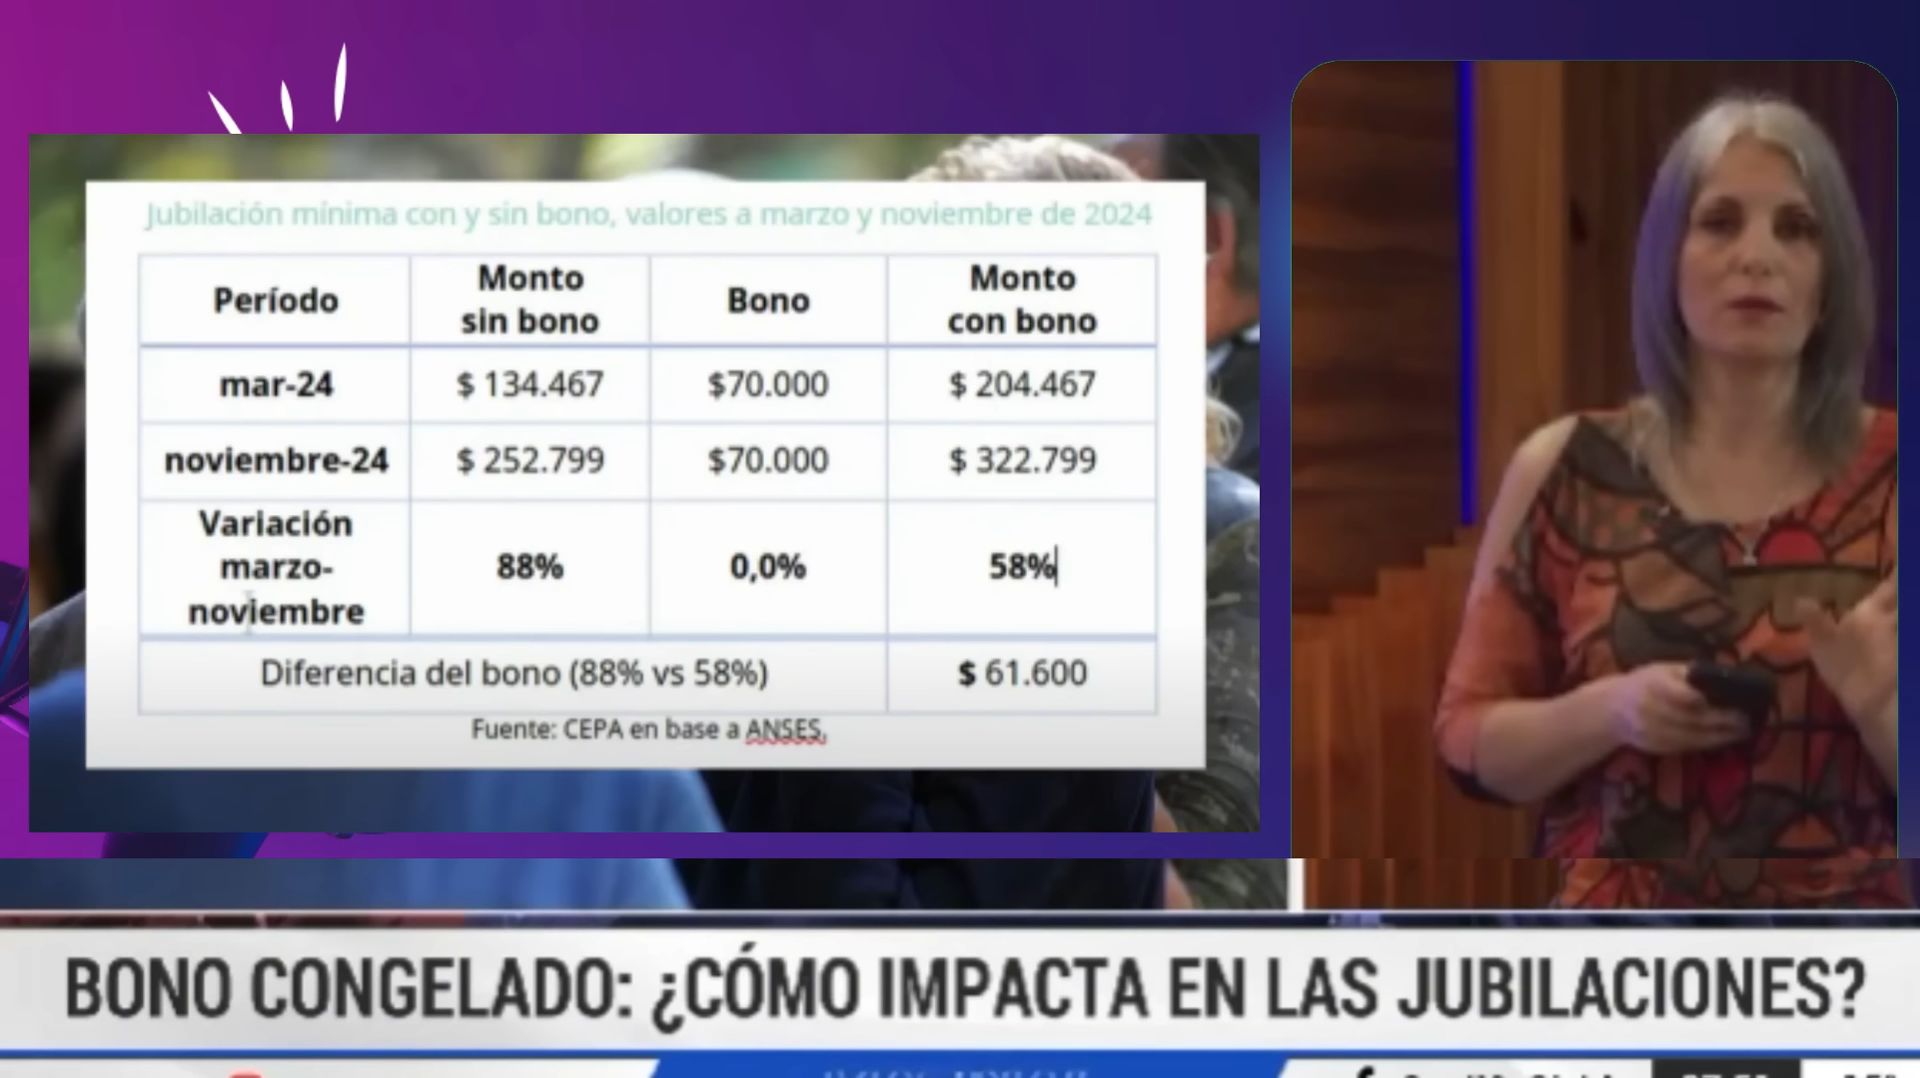 Jubilación mínima con y sin bono, valores a marzo y noviembre de 2024
Período
Monto
sin bono
Bono
Monto
con bono
mar-24
$ 134.467
$70.000
$ 204.467
noviembre-24
$ 252.799
$70.000
$ 322.799
Variación
marzo-
noviembre
88%
0,0%
58%
Diferencia del bono (88% vs 58%)
$ 61.600
Fuente: CEPA en base a ANSES,
BONO CONGELADO: ¿CÓMO IMPACTA EN LAS JUBILACIONES?